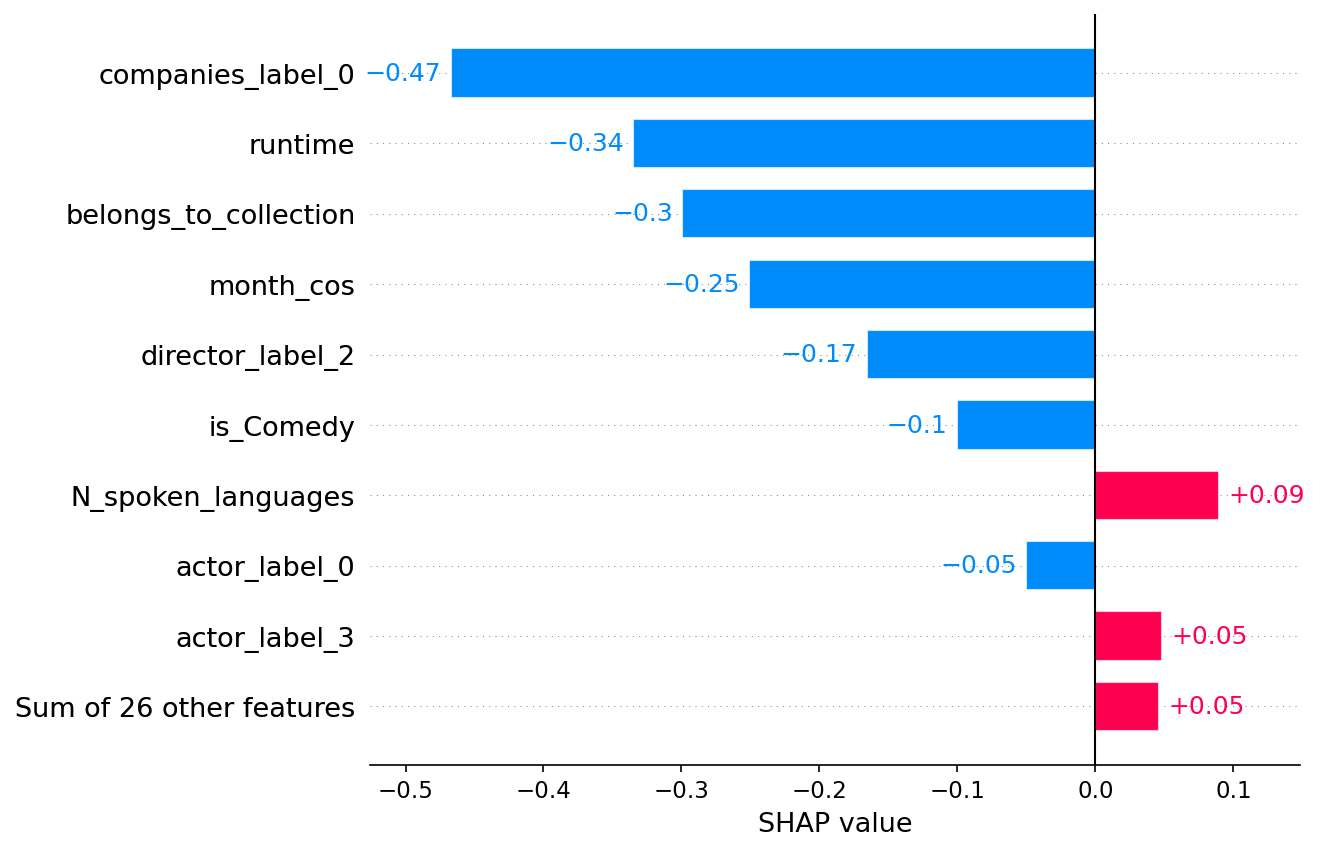 companies_label_0 −0.47
runtime −0.34
belongs_to_collection −0.3
month_cos −0.25
director_label_2 −0.17
is_Comedy −0.1
N_spoken_languages +0.09
actor_label_0 −0.05
actor_label_3 +0.05
Sum of 26 other features +0.05
−0.5 −0.4 −0.3 −0.2 −0.1 0.0 0.1
SHAP value